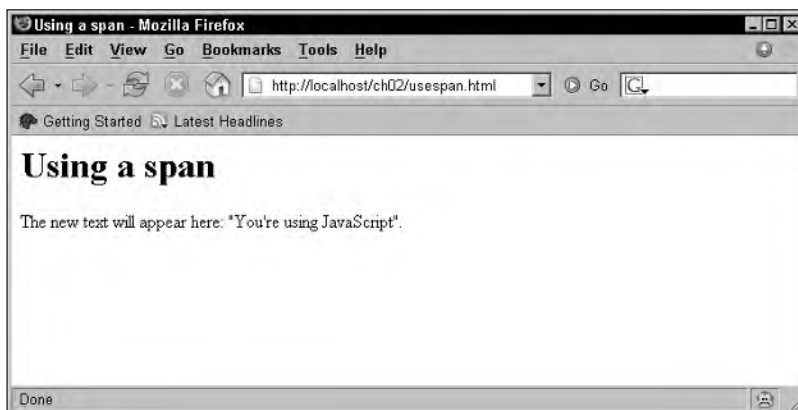 Using a span - Mozilla Firefox
File Edit View Go Bookmarks Tools Help
http://localhost/ch02/usespan.html Go G
Getting Started Latest Headlines
Using a span
The new text will appear here: "You're using JavaScript".
Done